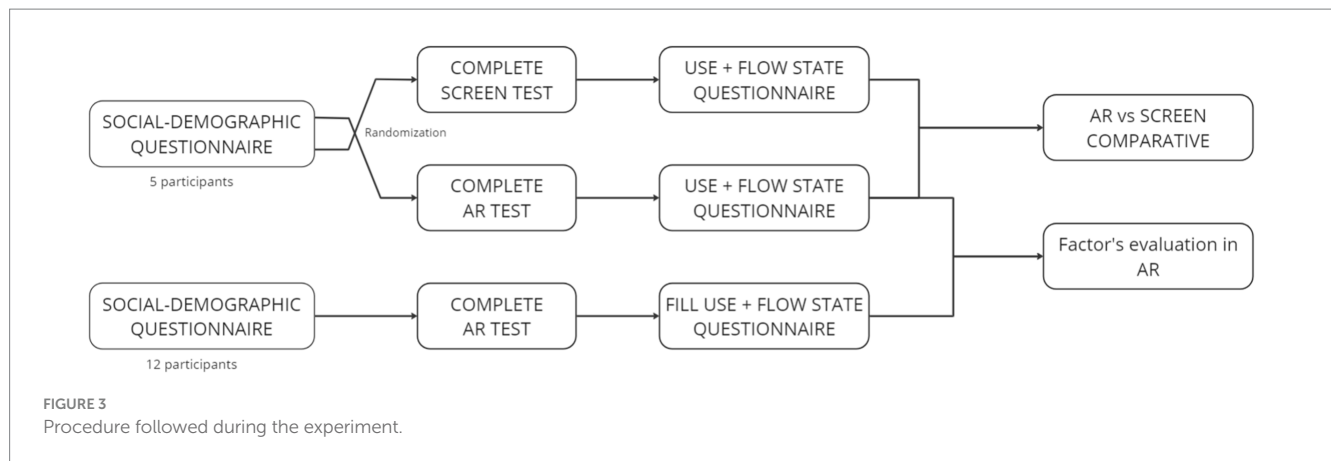 COMPLETE
SCREEN TEST
USE + FLOW STATE
QUESTIONNAIRE
SOCIAL-DEMOGRAPHIC
QUESTIONNAIRE
5 participants
Randomization
AR vs SCREEN
COMPARATIVE
COMPLETE
AR TEST
USE + FLOW STATE
QUESTIONNAIRE
Factor's evaluation in
AR
SOCIAL-DEMOGRAPHIC
QUESTIONNAIRE
12 participants
COMPLETE
AR TEST
FILL USE + FLOW STATE
QUESTIONNAIRE
FIGURE 3
Procedure followed during the experiment.